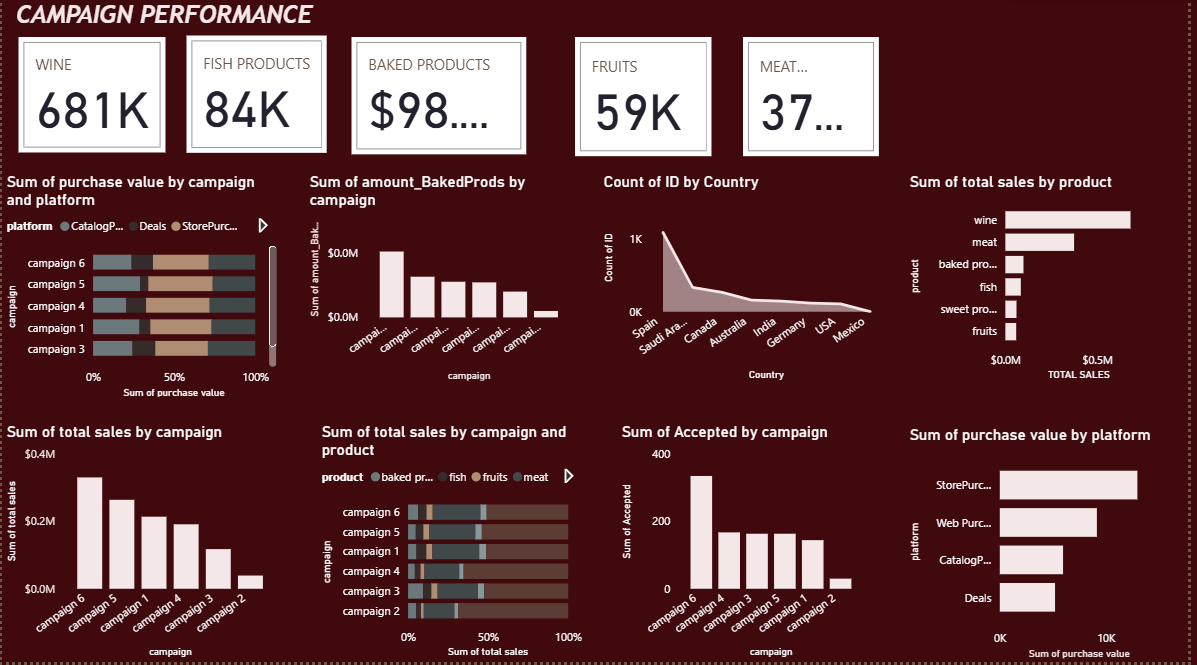 CAMPAIGN PERFORMANCE
WINE
681K
FISH PRODUCTS
84K
BAKED PRODUCTS
$98....
FRUITS
59K
MEAT...
37...
Sum of purchase value by campaign
and platform
platform CatalogP... Deals StorePurc...
campaign
campaign 6
campaign 5
campaign 4
campaign 1
campaign 3
0% 50% 100%
Sum of purchase value
Sum of amount_BakedProds by
campaign
Sum of amount_Bak...
$0.0M
$0.0M
campai... campai... campai... campai... campai... campai...
campaign
Count of ID by Country
Count of ID
1K
0K
Spain Saudi Ara... Canada Australia India Germany USA Mexico
Country
Sum of total sales by product
product
wine
meat
baked pro...
fish
sweet pro...
fruits
$0.0M $0.5M
TOTAL SALES
Sum of total sales by campaign
Sum of total sales
$0.4M
$0.2M
$0.0M
campaign 6 campaign 5 campaign 1 campaign 4 campaign 3 campaign 2
campaign
Sum of total sales by campaign and
product
product baked pr... fish fruits meat
campaign
campaign 6
campaign 5
campaign 1
campaign 4
campaign 3
campaign 2
0% 50% 100%
Sum of total sales
Sum of Accepted by campaign
Sum of Accepted
400
200
0
campaign 6 campaign 4 campaign 3 campaign 5 campaign 1 campaign 2
campaign
Sum of purchase value by platform
platform
StorePurc...
Web Purc...
CatalogP...
Deals
0K 10K
Sum of purchase value